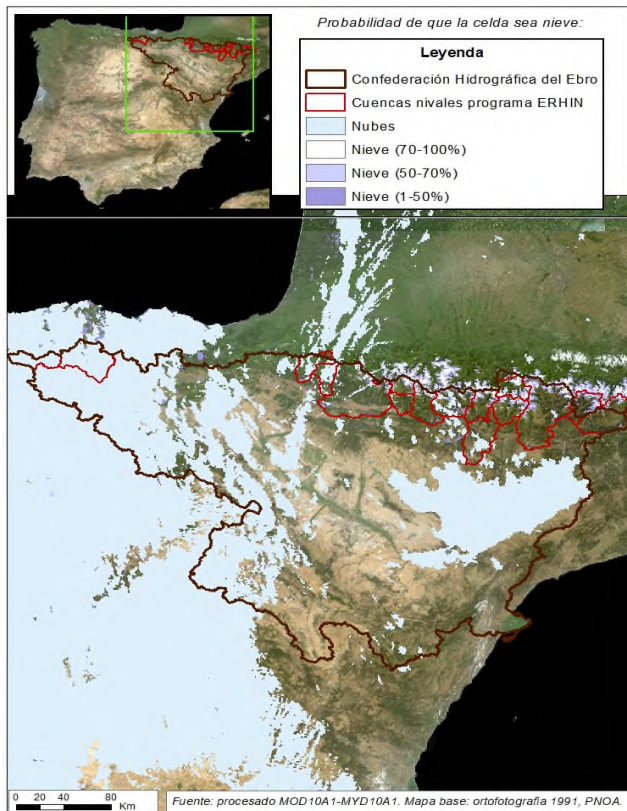 Probabilidad de que la celda sea nieve:
Leyenda
Confederación Hidrográfica del Ebro
Cuencas nivales programa ERHIN
Nubes
Nieve (70-100%)
Nieve (50-70%)
Nieve (1-50%)
0 20 40 80
Km
Fuente: procesado MOD10A1-MYD10A1. Mapa base: ortofotografía 1991, PNOA.